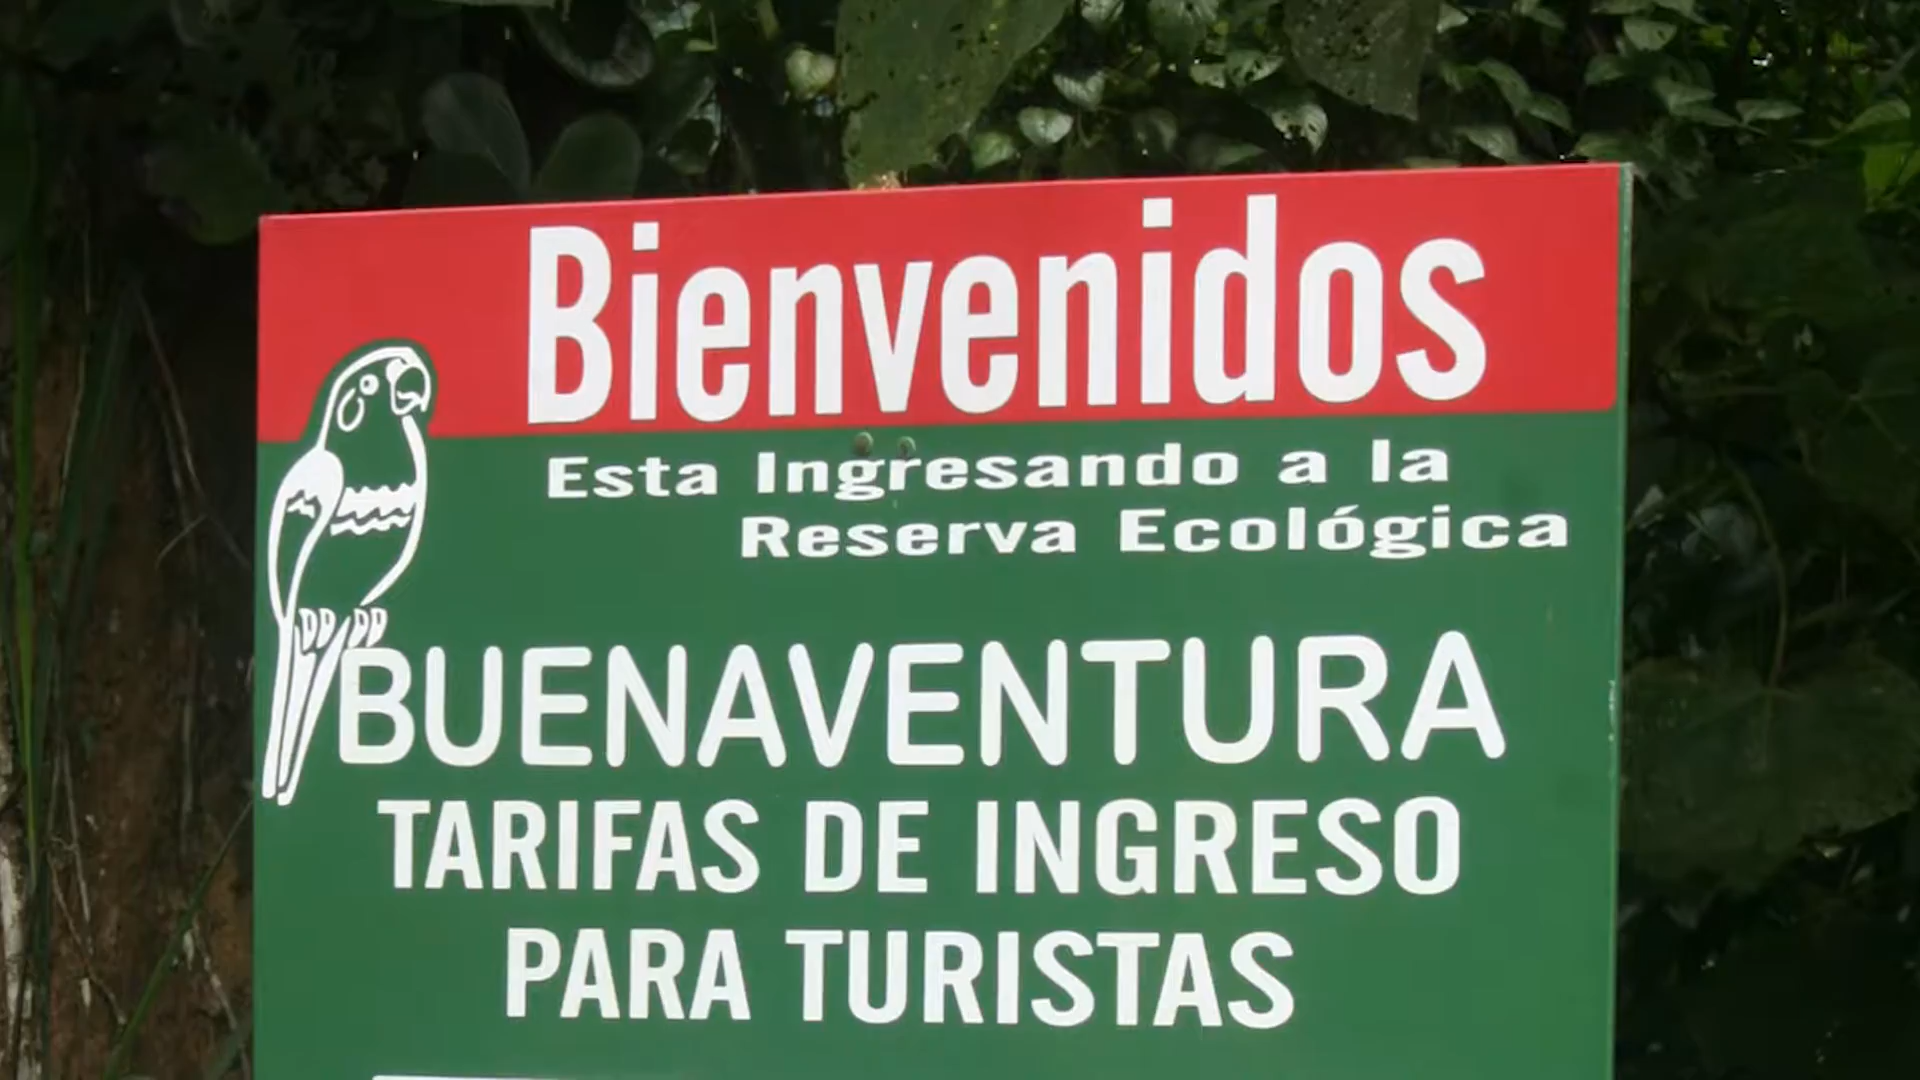 Bienvenidos
Esta Ingresando a la
Reserva Ecológica
BUENAVENTURA
TARIFAS DE INGRESO
PARA TURISTAS